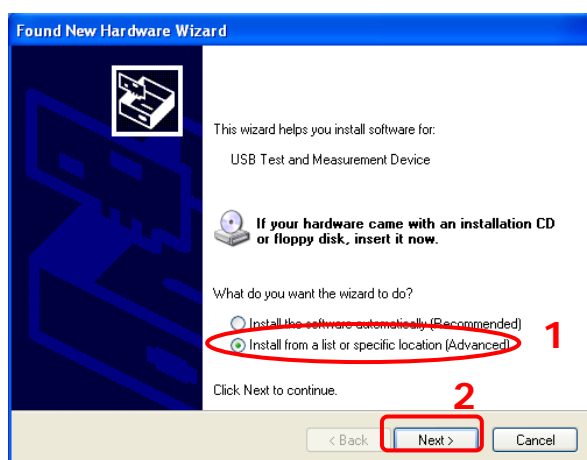 Found New Hardware Wizard
This wizard helps you install software for:
USB Test and Measurement Device
If your hardware came with an installation CD
or floppy disk, insert it now.
What do you want the wizard to do?
Install the software automatically (Recommended)
Install from a list or specific location (Advanced)
1
Click Next to continue.
2
< Back
Next >
Cancel